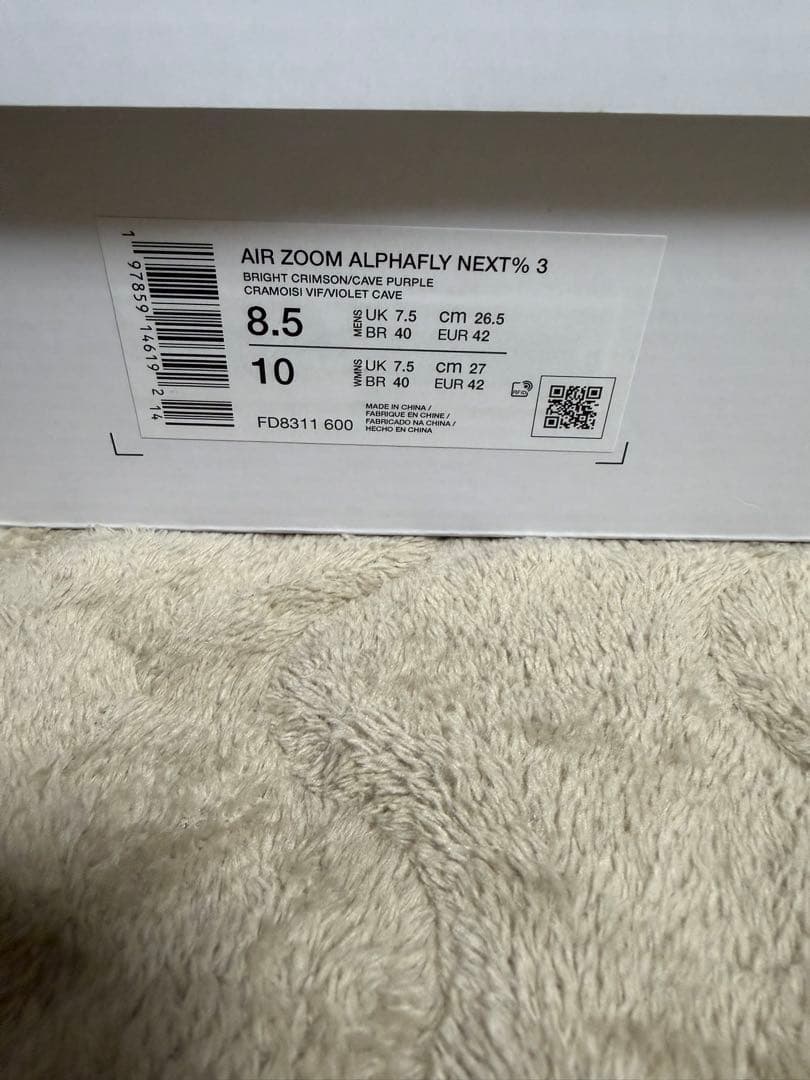 AIR ZOOM ALPHAFLY NEXT% 3
BRIGHT CRIMSON/CAVE PURPLE
CRAMOISI VIF/VIOLET CAVE
8.5 MENS UK 7.5 cm 26.5
BR 40 EUR 42
10 WMNS UK 7.5 cm 27
BR 40 EUR 42
FD8311 600
MADE IN CHINA /
FABRIQUE EN CHINE /
FABRICADO NA CHINA /
HECHO EN CHINA
RFID
1 97859 14619 2 14